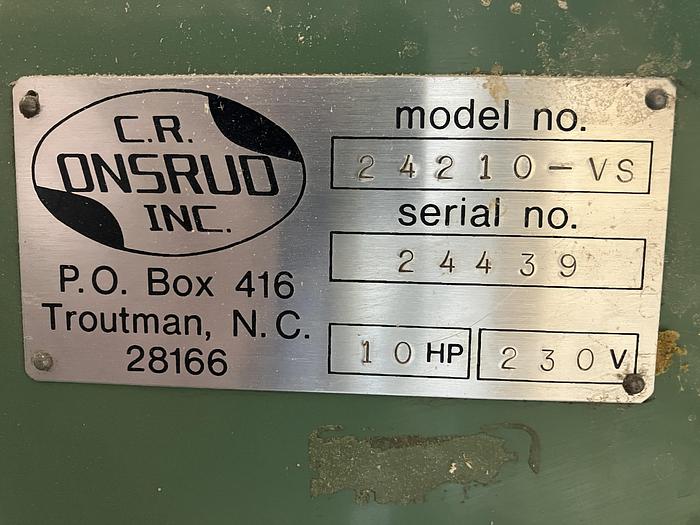 C.R.
ONSRUD
INC.
P.O. Box 416
Troutman, N.C.
28166
model no.
24210-VS
serial no.
24439
10 HP
230 V